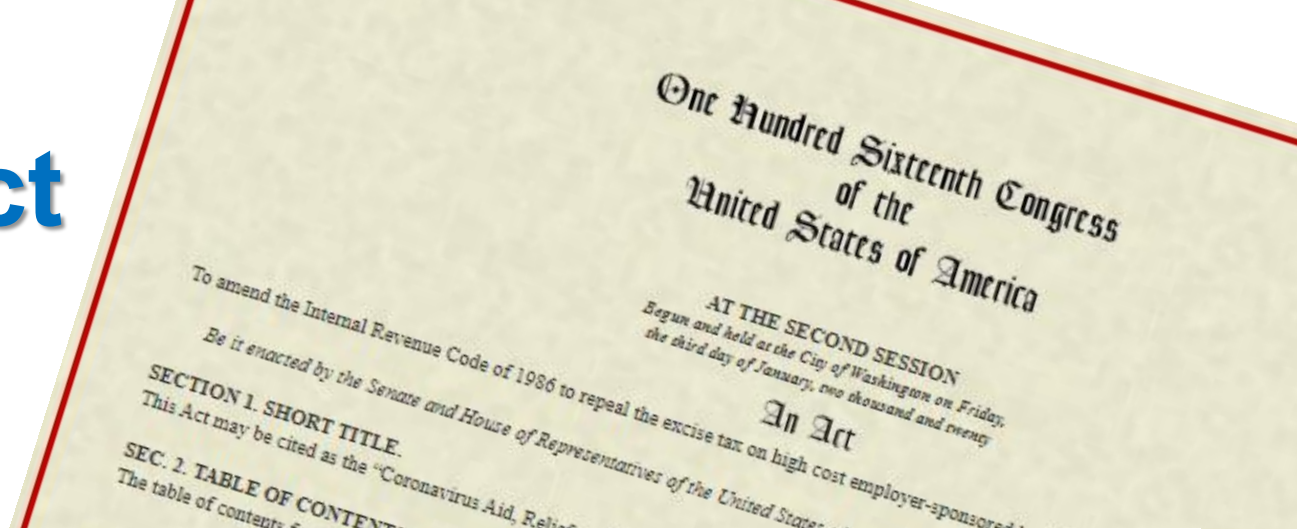 ct
One Hundred Sixteenth Congress
of the
United States of America
AT THE SECOND SESSION
Begun and held at the City of Washington on Friday,
the third day of January, two thousand and twenty
An Act
To amend the Internal Revenue Code of 1986 to repeal the excise tax on high cost employer-sponsored
Be it enacted by the Senate and House of Representatives of the United States
SECTION 1. SHORT TITLE.
This Act may be cited as the “Coronavirus Aid, Relief
SEC. 2. TABLE OF CONTENT
The table of contents f